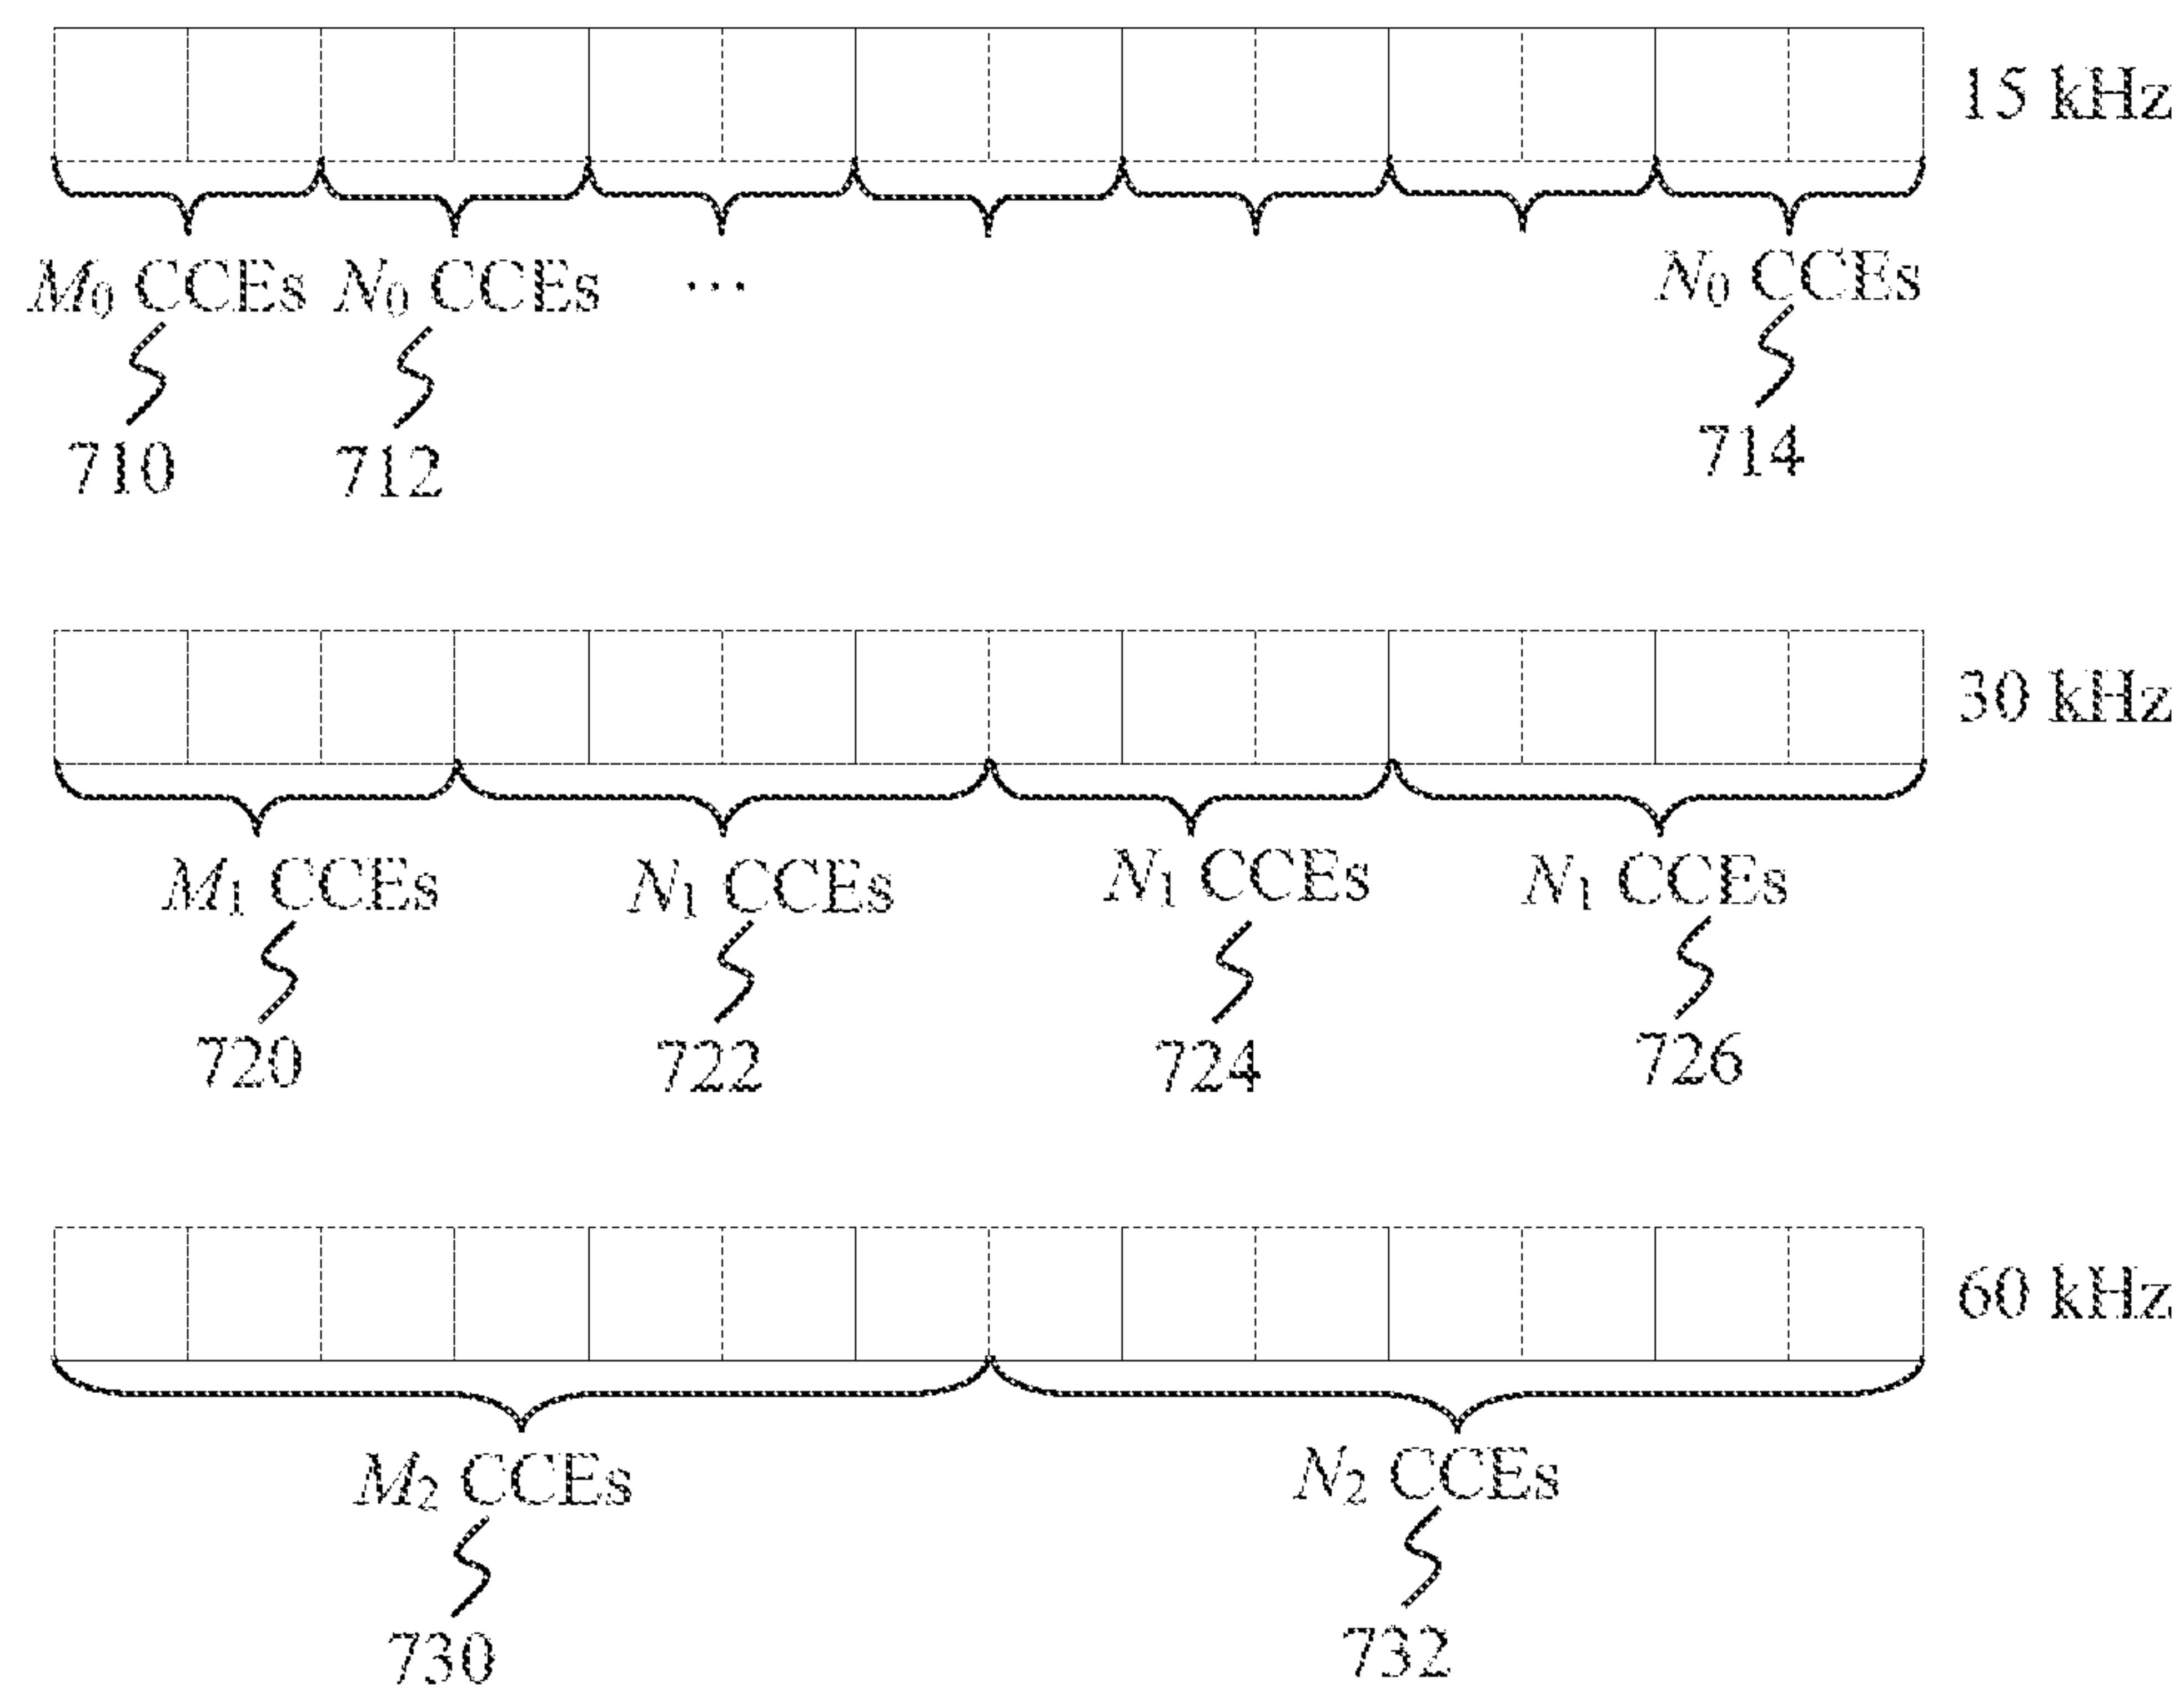 15 kHz
M0 CCEs N0 CCEs ... N0 CCEs
710 712 714
30 kHz
M1 CCEs N1 CCEs N1 CCEs N1 CCEs
720 722 724 726
60 kHz
M2 CCEs N2 CCEs
730 732